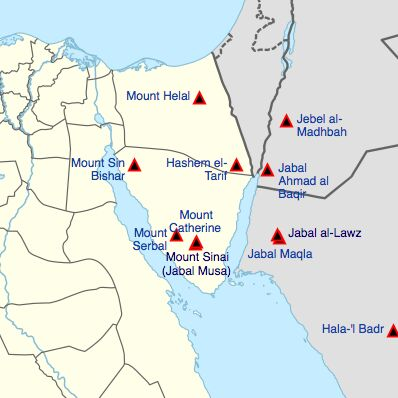 Mount Helal
Jebel al-
Madhbah
Mount Sin
Bishar
Hashem el-
Tarif
Jabal
Ahmad al
Baqir
Mount
Catherine
Mount
Serbal
Mount Sinai
(Jabal Musa)
Jabal al-Lawz
Jabal Maqla
Hala-'l Badr